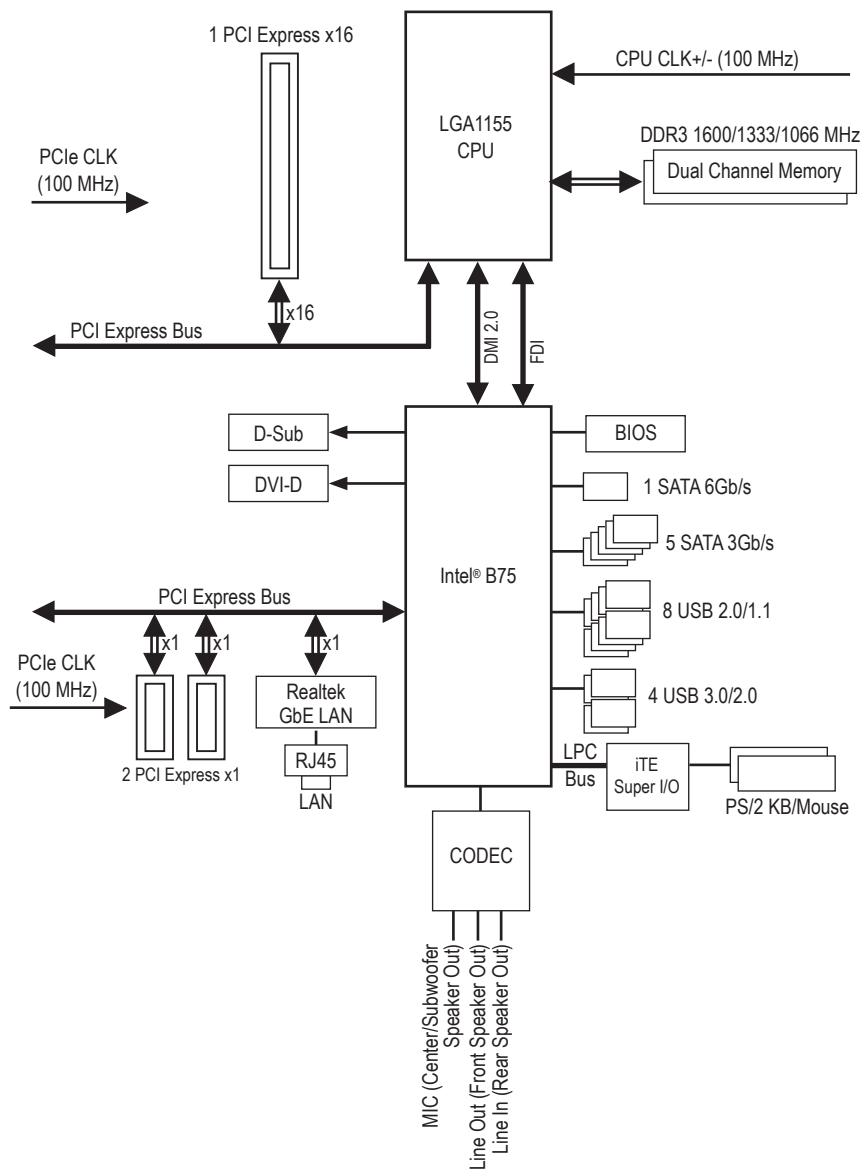 1 PCI Express x16
CPU CLK+/- (100 MHz)
LGA1155
CPU
DDR3 1600/1333/1066 MHz
Dual Channel Memory
PCIe CLK
(100 MHz)
x16
PCI Express Bus
DMI 2.0
FDI
D-Sub
BIOS
DVI-D
1 SATA 6Gb/s
5 SATA 3Gb/s
Intel® B75
PCI Express Bus
8 USB 2.0/1.1
x1
x1
x1
PCIe CLK
(100 MHz)
Realtek
GbE LAN
4 USB 3.0/2.0
RJ45
LAN
2 PCI Express x1
LPC
Bus
iTE
Super I/O
PS/2 KB/Mouse
CODEC
MIC (Center/Subwoofer
Speaker Out)
Line Out (Front Speaker Out)
Line In (Rear Speaker Out)